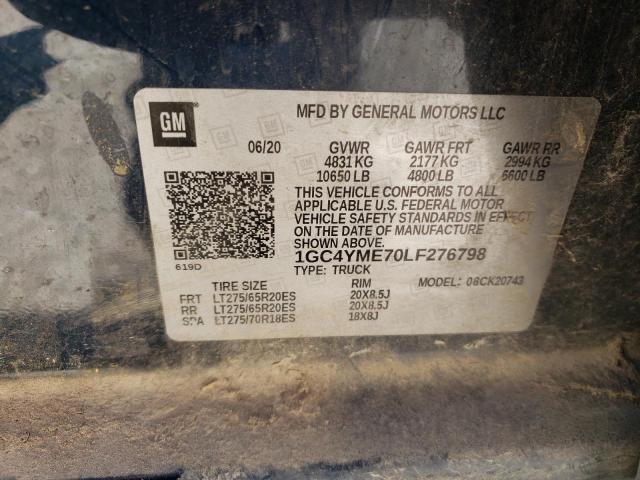 GM
MFD BY GENERAL MOTORS LLC
06/20 GVWR GAWR FRT GAWR RR
4831 KG 2177 KG 2994 KG
10650 LB 4800 LB 6600 LB
THIS VEHICLE CONFORMS TO ALL
APPLICABLE U.S. FEDERAL MOTOR
VEHICLE SAFETY STANDARDS IN EFFECT
ON THE DATE OF MANUFACTURE
SHOWN ABOVE.
1GC4YME70LF276798
619D
TYPE: TRUCK MODEL: 08CK20743
TIRE SIZE RIM
FRT LT275/65R20ES 20X8.5J
RR LT275/65R20ES 20X8.5J
SPA LT275/70R18ES 18X8J